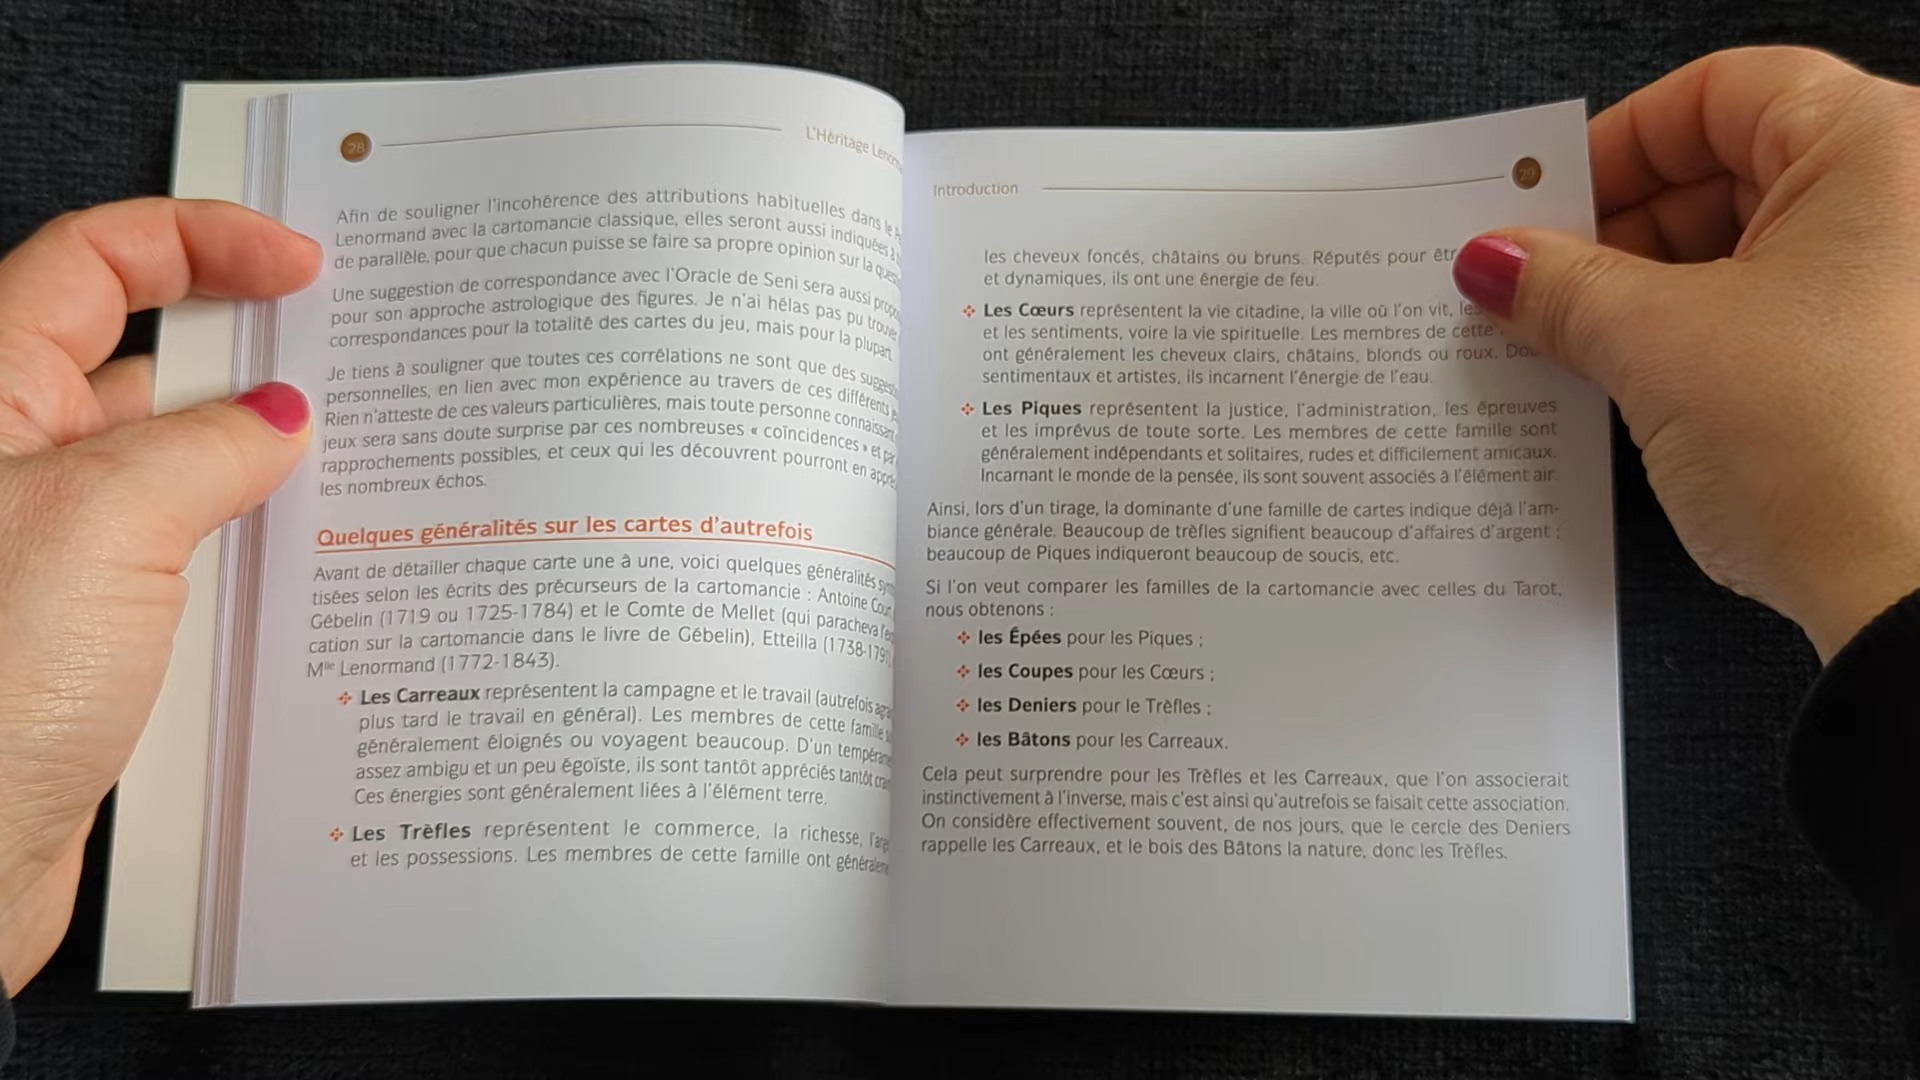 28
L'Héritage
Afin de souligner l'incohérence des attributions habituelles dans le
Lenormand avec la cartomancie classique, elles seront aussi indiquées à
de parallèle, pour que chacun puisse se faire sa propre opinion sur la
Une suggestion de correspondance avec l'Oracle de Seni sera aussi
pour son approche astrologique des figures. Je n'ai hélas pas pu trouver
correspondances pour la totalité des cartes du jeu, mais pour la plupart.
Je tiens à souligner que toutes ces corrélations ne sont que des
personnelles, en lien avec mon expérience au travers de ces différents
Rien n'atteste de ces valeurs particulières, mais toute personne connaissant
jeux sera sans doute surprise par ces nombreuses « coïncidences » et
rapprochements possibles, et ceux qui les découvrent pourront en
les nombreux échos.
Quelques généralités sur les cartes d'autrefois
Avant de détailler chaque carte une à une, voici quelques généralités
tisées selon les écrits des précurseurs de la cartomancie : Antoine
Gébelin (1719 ou 1725-1784) et le Comte de Mellet (qui paracheva
cation sur la cartomancie dans le livre de Gébelin), Etteilla
Mlle Lenormand (1772-1843).
❖ Les Carreaux représentent la campagne et le travail (autrefois
plus tard le travail en général). Les membres de cette famille
généralement éloignés ou voyagent beaucoup. D'un
assez ambigu et un peu égoïste, ils sont tantôt appréciés tantôt
Ces énergies sont généralement liées à l'élément terre.
❖ Les Trèfles représentent le commerce, la richesse,
et les possessions. Les membres de cette famille ont
Introduction
29
les cheveux foncés, châtains ou bruns. Réputés pour
et dynamiques, ils ont une énergie de feu.
❖ Les Cœurs représentent la vie citadine, la ville où l'on vit,
et les sentiments, voire la vie spirituelle. Les membres de cette
ont généralement les cheveux clairs, châtains, blonds ou roux.
sentimentaux et artistes, ils incarnent l'énergie de l'eau.
❖ Les Piques représentent la justice, l'administration, les épreuves
et les imprévus de toute sorte. Les membres de cette famille sont
généralement indépendants et solitaires, rudes et difficilement amicaux.
Incarnant le monde de la pensée, ils sont souvent associés à l'élément air.
Ainsi, lors d'un tirage, la dominante d'une famille de cartes indique déjà l'am-
biance générale. Beaucoup de trèfles signifient beaucoup d'affaires d'argent ;
beaucoup de Piques indiqueront beaucoup de soucis, etc.
Si l'on veut comparer les familles de la cartomancie avec celles du Tarot,
nous obtenons :
❖ les Épées pour les Piques ;
❖ les Coupes pour les Cœurs ;
❖ les Deniers pour le Trèfles ;
❖ les Bâtons pour les Carreaux.
Cela peut surprendre pour les Trèfles et les Carreaux, que l'on associerait
instinctivement à l'inverse, mais c'est ainsi qu'autrefois se faisait cette association.
On considère effectivement souvent, de nos jours, que le cercle des Deniers
rappelle les Carreaux, et le bois des Bâtons la nature, donc les Trèfles.